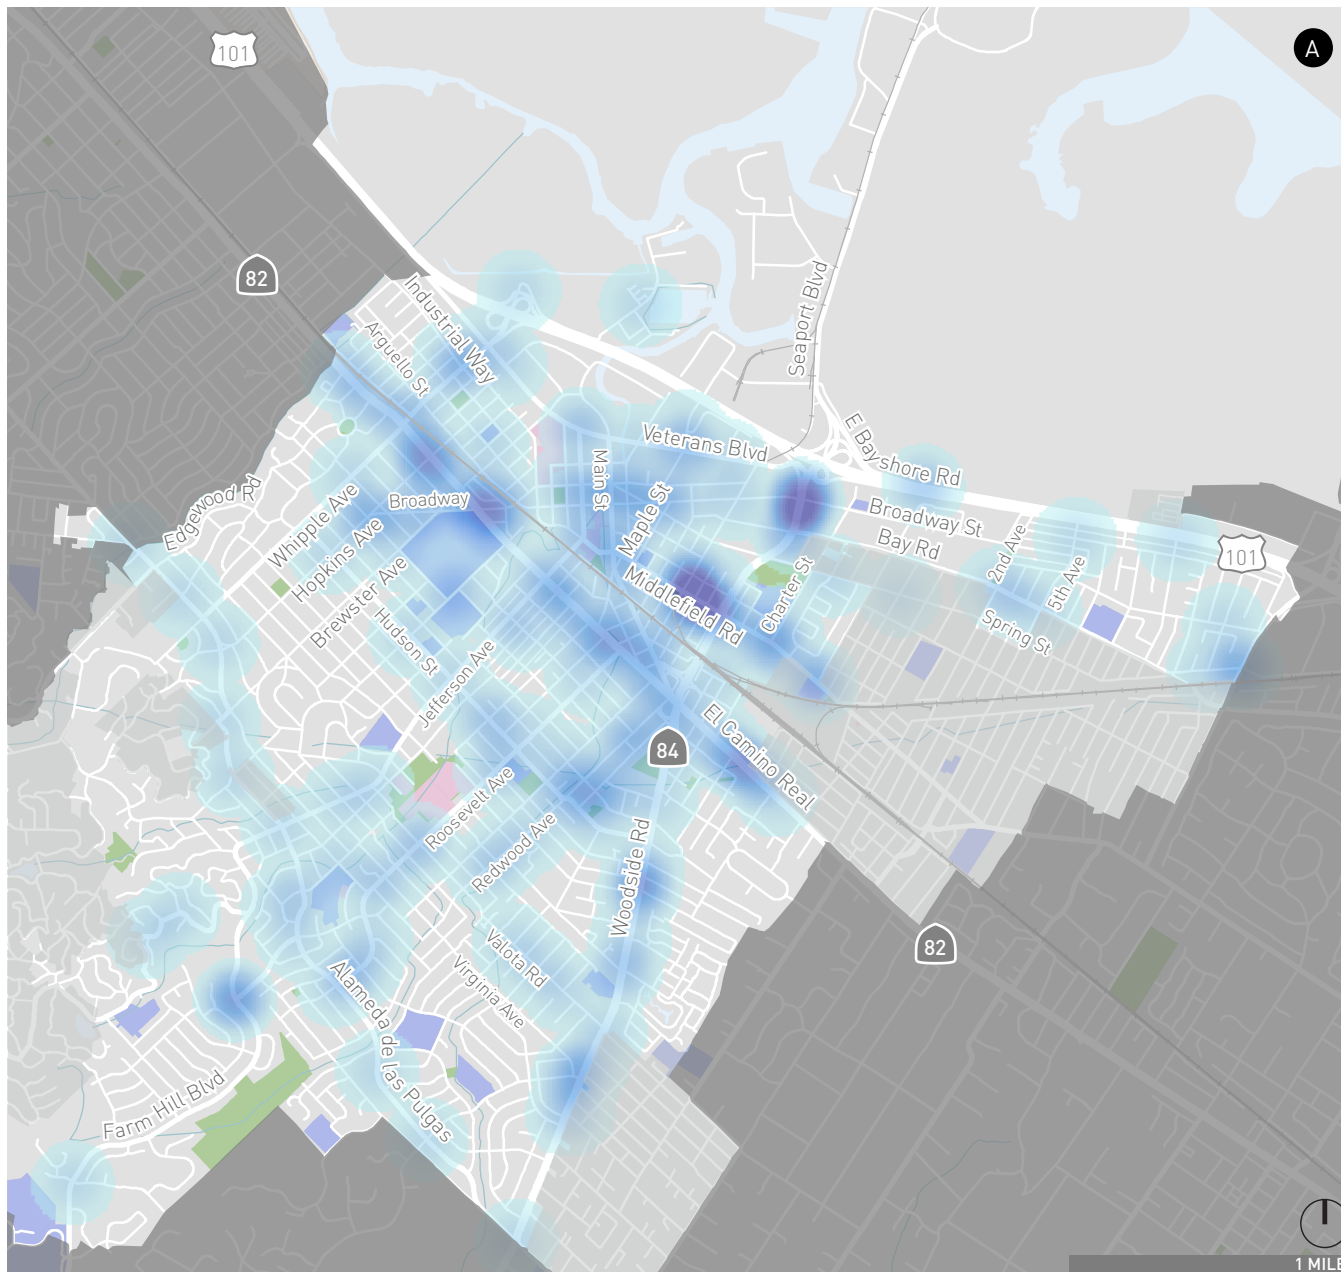 101
A
82
Industrial Way
Arguello St
Seaport Blvd
E Bayshore Rd
Veterans Blvd
Main St
Maple St
Edgewood Rd
Whipple Ave
Broadway
Hopkins Ave
Brewster Ave
Broadway St
Bay Rd
2nd Ave
5th Ave
101
Middlefield Rd
Charter St
Spring St
Hudson St
Jefferson Ave
El Camino Real
84
Roosevelt Ave
Redwood Ave
Woodside Rd
Valota Rd
Virginia Ave
82
Alameda de las Pulgas
Farm Hill Blvd
1 MILE